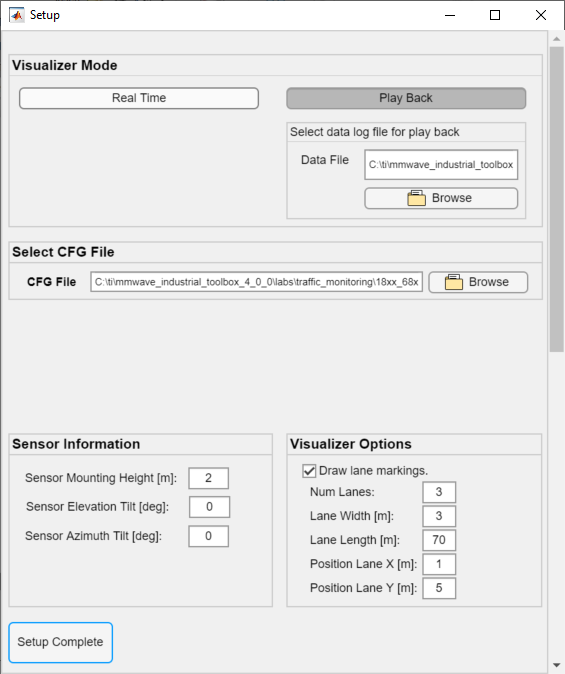 Setup
Visualizer Mode
Real Time
Play Back
Select data log file for play back
Data File
C:\ti\mmwave_industrial_toolbox
Browse
Select CFG File
CFG File
C:\ti\mmwave_industrial_toolbox_4_0_0\labs\traffic_monitoring\18xx_68x
Browse
Sensor Information
Sensor Mounting Height [m]: 2
Sensor Elevation Tilt [deg]: 0
Sensor Azimuth Tilt [deg]: 0
Visualizer Options
Draw lane markings.
Num Lanes: 3
Lane Width [m]: 3
Lane Length [m]: 70
Position Lane X [m]: 1
Position Lane Y [m]: 5
Setup Complete